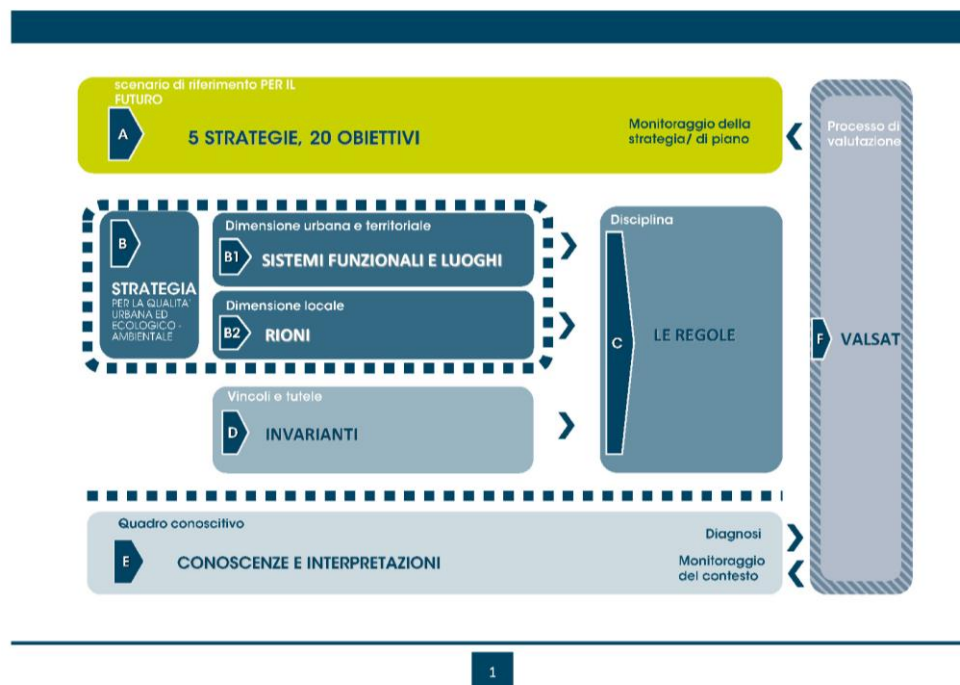 scenario di riferimento PER IL
FUTURO
A
5 STRATEGIE, 20 OBIETTIVI
Monitoraggio della
strategia/ di piano
Processo di
valutazione
B
STRATEGIA
PER LA QUALITA'
URBANA ED
ECOLOGICO -
AMBIENTALE
Dimensione urbana e territoriale
B1
SISTEMI FUNZIONALI E LUOGHI
Dimensione locale
B2
RIONI
Vincoli e tutele
D
INVARIANTI
Disciplina
C
LE REGOLE
F
VALSAT
Quadro conoscitivo
E
CONOSCENZE E INTERPRETAZIONI
Diagnosi
Monitoraggio
del contesto
1